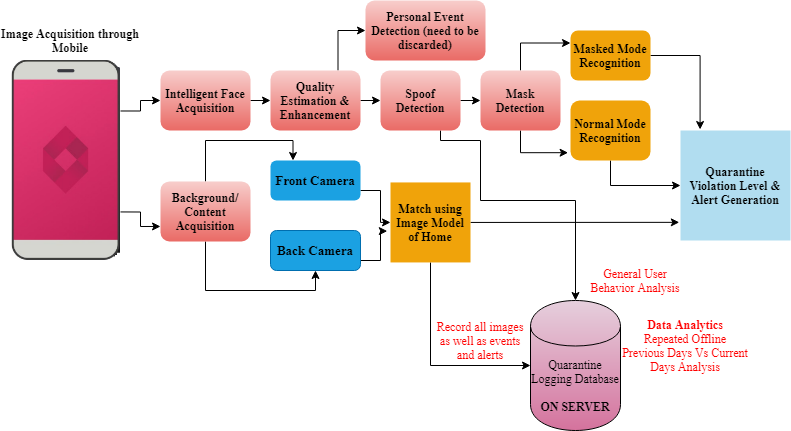 Image Acquisition through
Mobile
Personal Event
Detection (need to be
discarded)
Intelligent Face
Acquisition
Quality
Estimation &
Enhancement
Spoof
Detection
Mask
Detection
Masked Mode
Recognition
Normal Mode
Recognition
Background/
Content
Acquisition
Front Camera
Back Camera
Match using
Image Model
of Home
Quarantine
Violation Level &
Alert Generation
General User
Behavior Analysis
Record all images
as well as events
and alerts
Data Analytics
Repeated Offline
Previous Days Vs Current
Days Analysis
Quarantine
Logging Database
ON SERVER